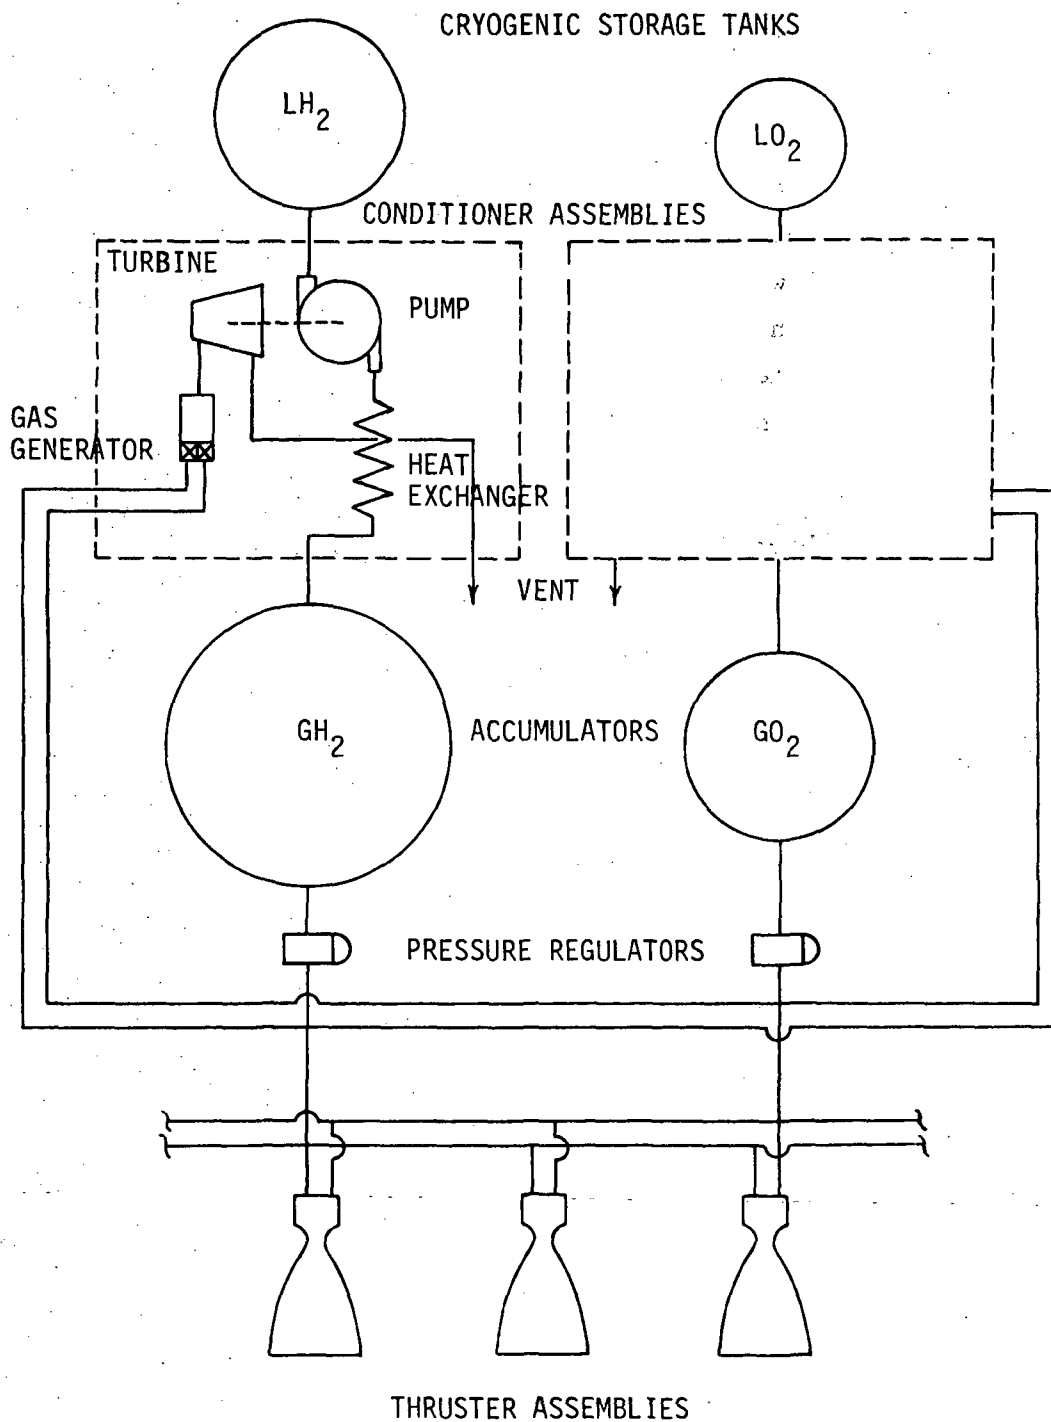 CRYOGENIC STORAGE TANKS
LH2
LO2
CONDITIONER ASSEMBLIES
TURBINE
PUMP
GAS
GENERATOR
HEAT
EXCHANGER
VENT
GH2
ACCUMULATORS
GO2
PRESSURE REGULATORS
THRUSTER ASSEMBLIES